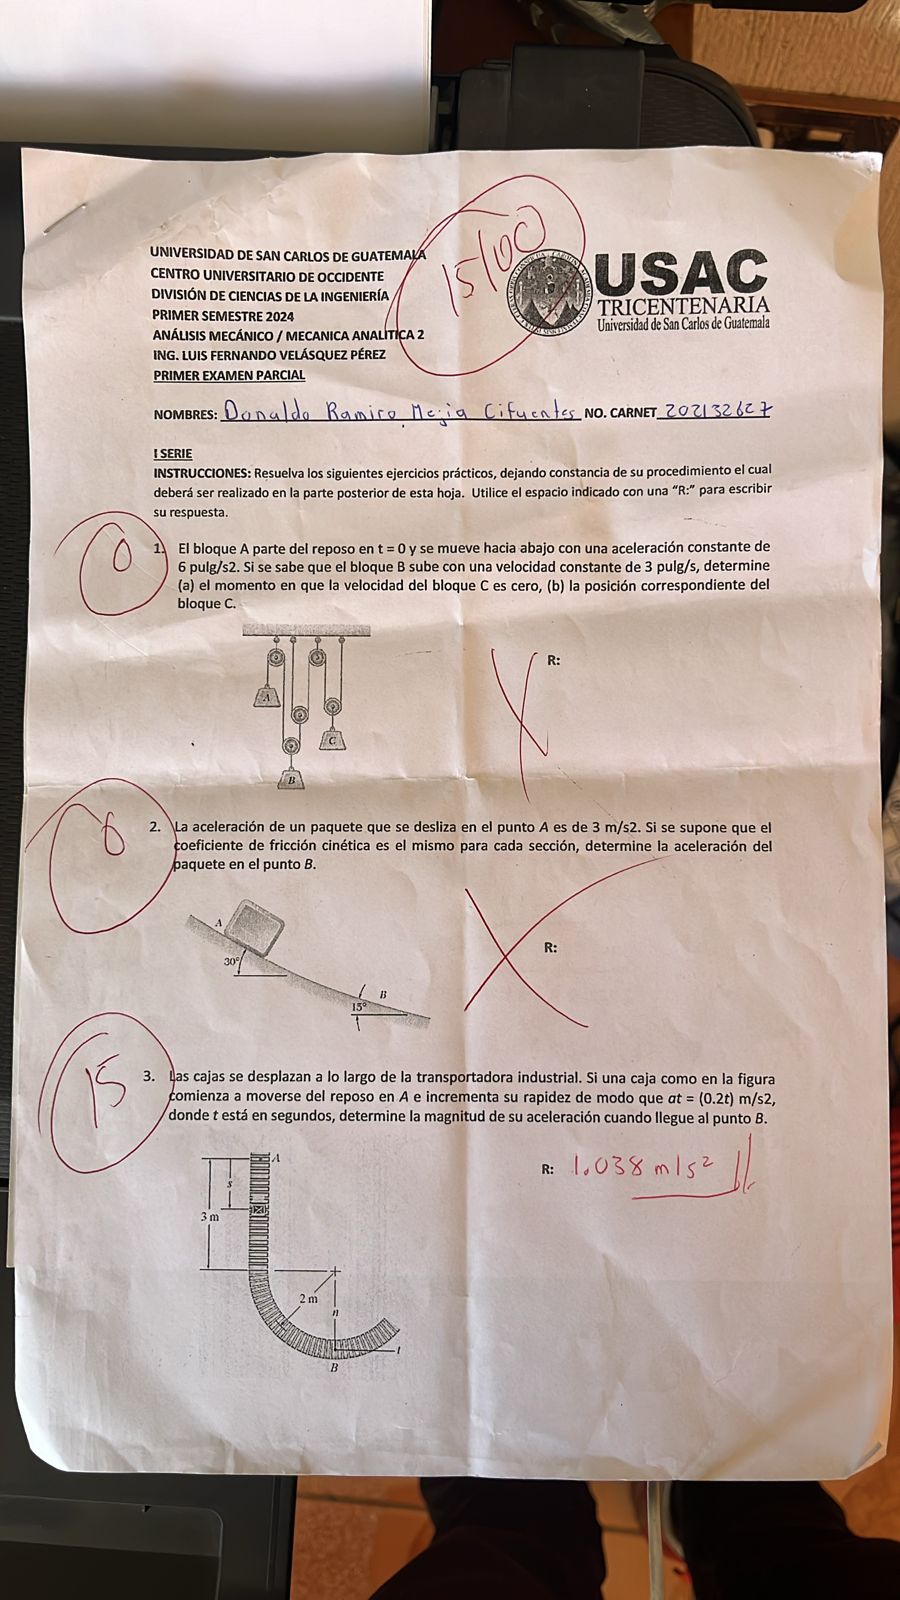 15/100
UNIVERSIDAD DE SAN CARLOS DE GUATEMALA
CENTRO UNIVERSITARIO DE OCCIDENTE
DIVISIÓN DE CIENCIAS DE LA INGENIERÍA
PRIMER SEMESTRE 2024
ANÁLISIS MECÁNICO / MECANICA ANALITICA 2
ING. LUIS FERNANDO VELÁSQUEZ PÉREZ
PRIMER EXAMEN PARCIAL
USAC
TRICENTENARIA
Universidad de San Carlos de Guatemala
NOMBRES: Donaldo Ramiro Mejia Cifuentes NO. CARNET 202132627
I SERIE
INSTRUCCIONES: Resuelva los siguientes ejercicios prácticos, dejando constancia de su procedimiento el cual
deberá ser realizado en la parte posterior de esta hoja. Utilice el espacio indicado con una "R:" para escribir
su respuesta.
0
1. El bloque A parte del reposo en t = 0 y se mueve hacia abajo con una aceleración constante de
6 pulg/s2. Si se sabe que el bloque B sube con una velocidad constante de 3 pulg/s, determine
(a) el momento en que la velocidad del bloque C es cero, (b) la posición correspondiente del
bloque C.
R:
A
C
B
2. La aceleración de un paquete que se desliza en el punto A es de 3 m/s2. Si se supone que el
coeficiente de fricción cinética es el mismo para cada sección, determine la aceleración del
paquete en el punto B.
A
30°
B
15°
R:
15
3. Las cajas se desplazan a lo largo de la transportadora industrial. Si una caja como en la figura
comienza a moverse del reposo en A e incrementa su rapidez de modo que at = (0.2t) m/s2,
donde t está en segundos, determine la magnitud de su aceleración cuando llegue al punto B.
R: 1.038 m/s²
A
s
3 m
2 m
n
t
B